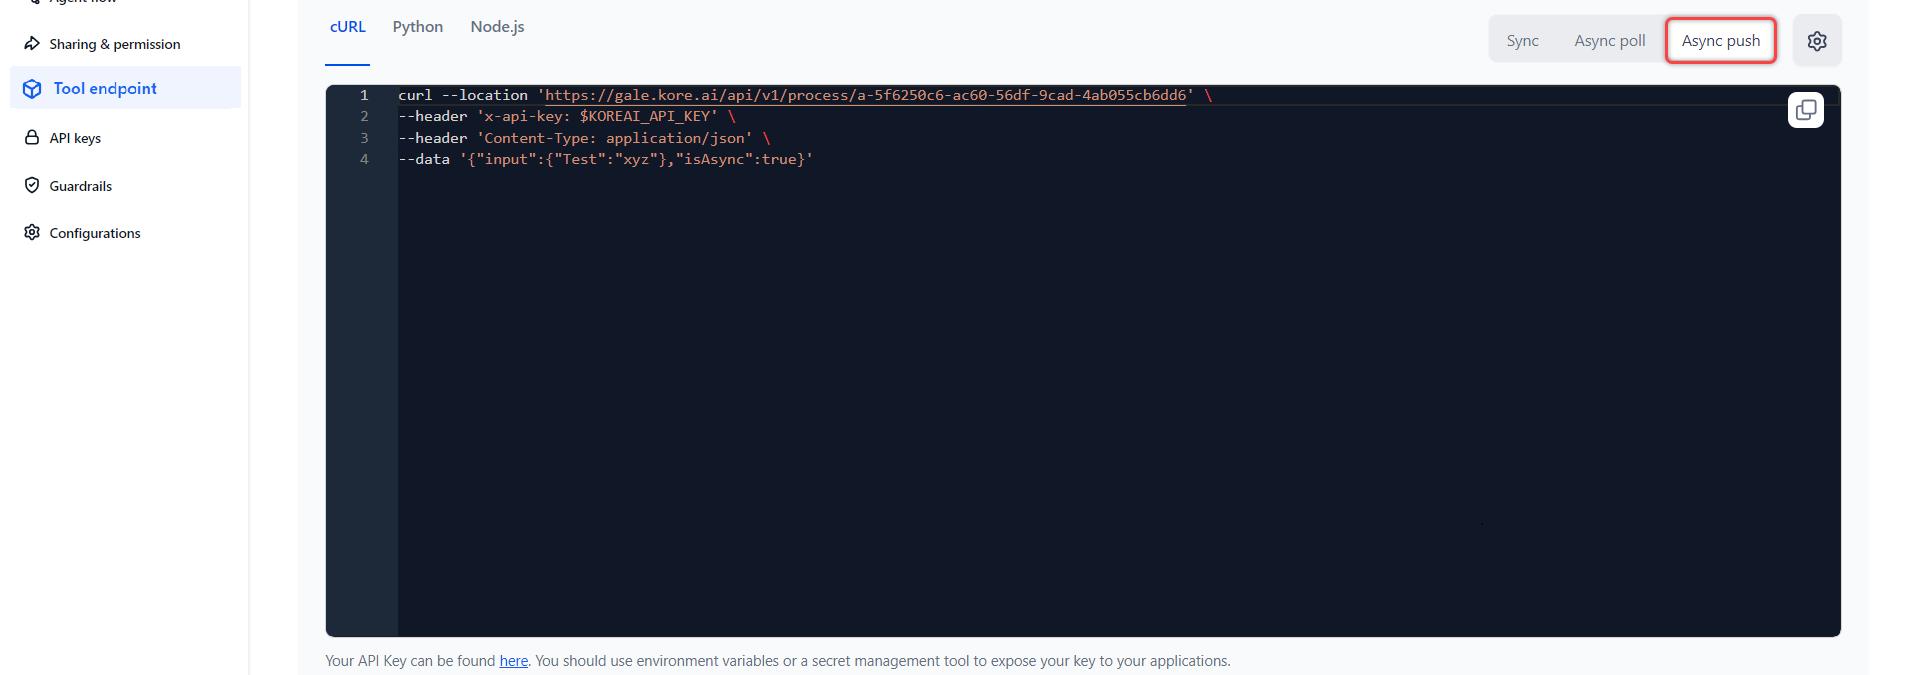 Agent flow
Sharing & permission
Tool endpoint
API keys
Guardrails
Configurations
cURL Python Node.js
Sync Async poll Async push
1 curl --location 'https://gale.kore.ai/api/v1/process/a-5f6250c6-ac60-56df-9cad-4ab055cb6dd6' \
2 --header 'x-api-key: $KOREAI_API_KEY' \
3 --header 'Content-Type: application/json' \
4 --data '{"input":{"Test":"xyz"},"isAsync":true}'
Your API Key can be found here. You should use environment variables or a secret management tool to expose your key to your applications.